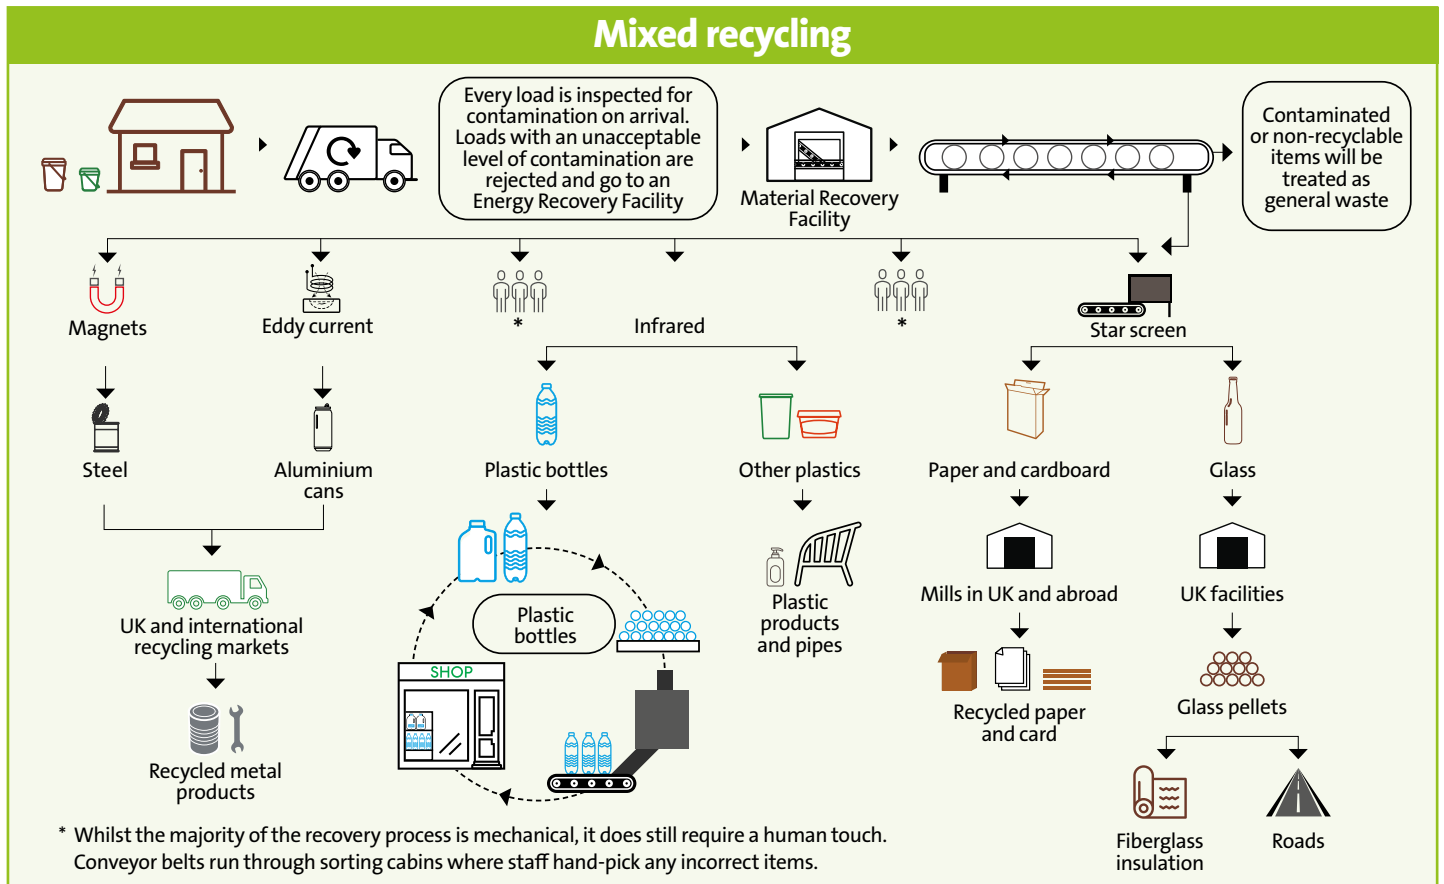 Mixed recycling
Every load is inspected for
contamination on arrival.
Loads with an unacceptable
level of contamination are
rejected and go to an
Energy Recovery Facility
Material Recovery
Facility
Contaminated
or non-recyclable
items will be
treated as
general waste
Magnets
Eddy current
*
Infrared
*
Star screen
Steel
Aluminium
cans
Plastic bottles
Other plastics
Paper and cardboard
Glass
UK and international
recycling markets
Recycled metal
products
Plastic
bottles
SHOP
Plastic
products
and pipes
Mills in UK and abroad
Recycled paper
and card
UK facilities
Glass pellets
Fiberglass
insulation
Roads
* Whilst the majority of the recovery process is mechanical, it does still require a human touch.
Conveyor belts run through sorting cabins where staff hand-pick any incorrect items.